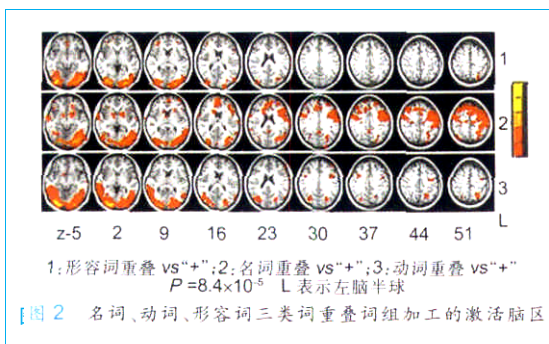 1
2
3
L
z-5 2 9 16 23 30 37 44 51
1:形容词重叠 vs“+”;2:名词重叠 vs“+”;3:动词重叠 vs“+”
P =8.4×10⁻⁵ L 表示左脑半球
图 2 名词、动词、形容词三类词重叠词组加工的激活脑区